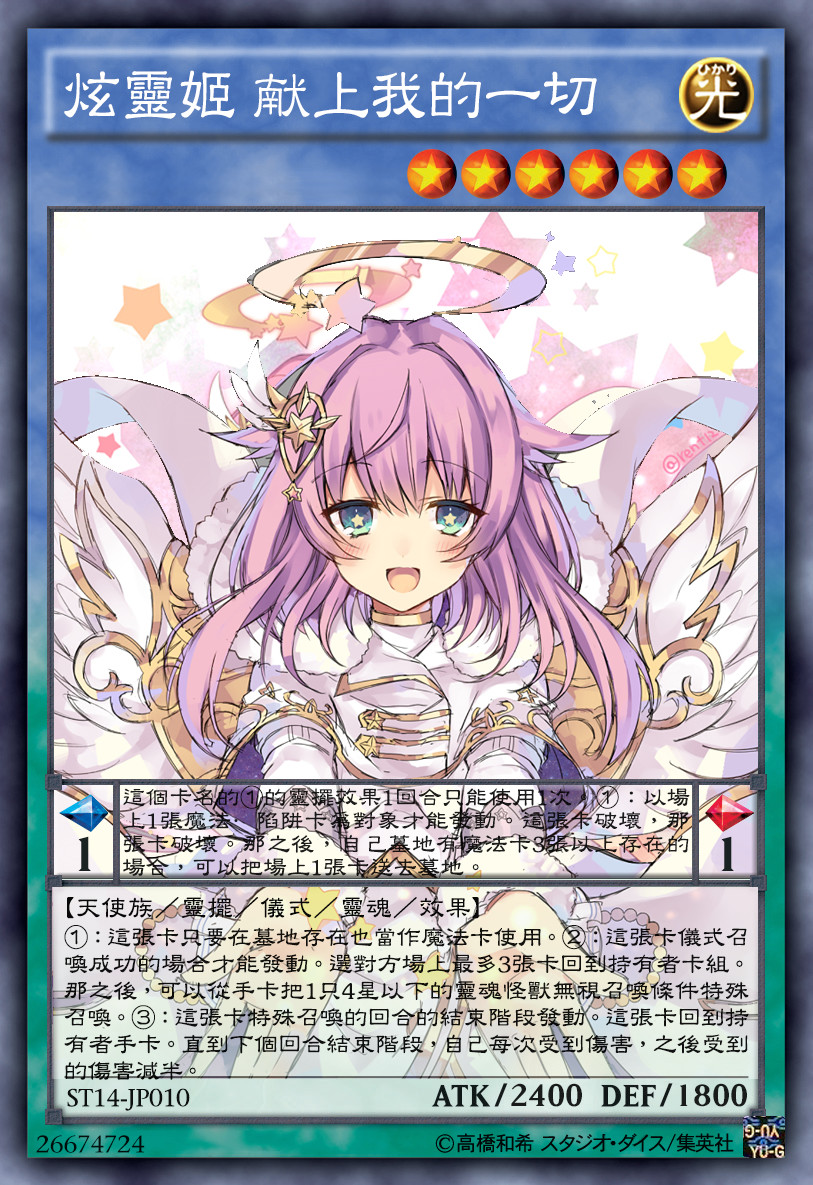 炫靈姬 献上我的一切
ひかり
光
@rentiz
這個卡名的①的靈擺效果1回合只能使用1次。①：以場
上1張魔法·陷阱卡為對象才能發動。這張卡破壞，那
張卡破壞。那之後，自己墓地有魔法卡3張以上存在的
場合，可以把場上1張卡送去墓地。
1
1
【天使族／靈擺／儀式／靈魂／效果】
①：這張卡只要在墓地存在也當作魔法卡使用。②：這張卡儀式召
喚成功的場合才能發動。選對方場上最多3張卡回到持有者卡組。
那之後，可以從手卡把1只4星以下的靈魂怪獸無視召喚條件特殊
召喚。③：這張卡特殊召喚的回合的結束階段發動。這張卡回到持
有者手卡。直到下個回合結束階段，自己每次受到傷害，之後受到
的傷害減半。
ST14-JP010
ATK/2400 DEF/1800
26674724
©高橋和希 スタジオ・ダイス/集英社
YU-G